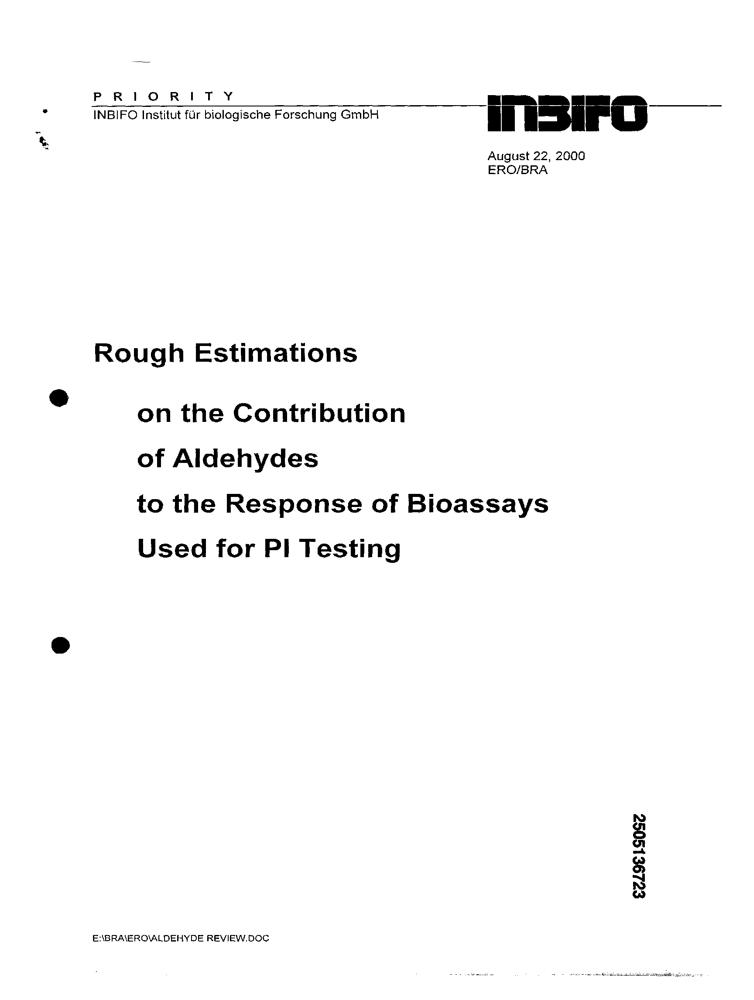 PRIORITY
INBIFO Institut für biologische Forschung GmbH
INBIFO
August 22, 2000
ERO/BRA
Rough Estimations
on the Contribution
of Aldehydes
to the Response of Bioassays
Used for PI Testing
2505136723
E:\BRA\ERO\ALDEHYDE REVIEW.DOC